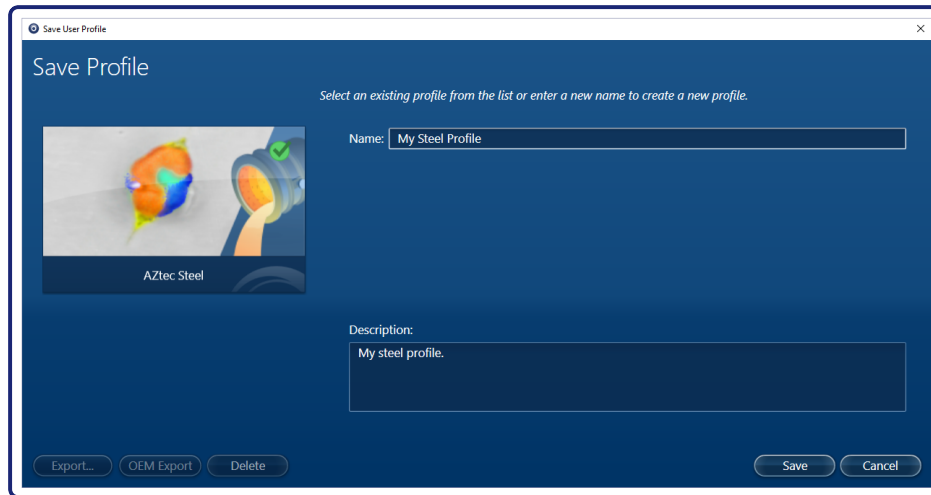 Save User Profile
Save Profile
Select an existing profile from the list or enter a new name to create a new profile.
Name: My Steel Profile
AZtec Steel
Description:
My steel profile.
Export... OEM Export Delete Save Cancel